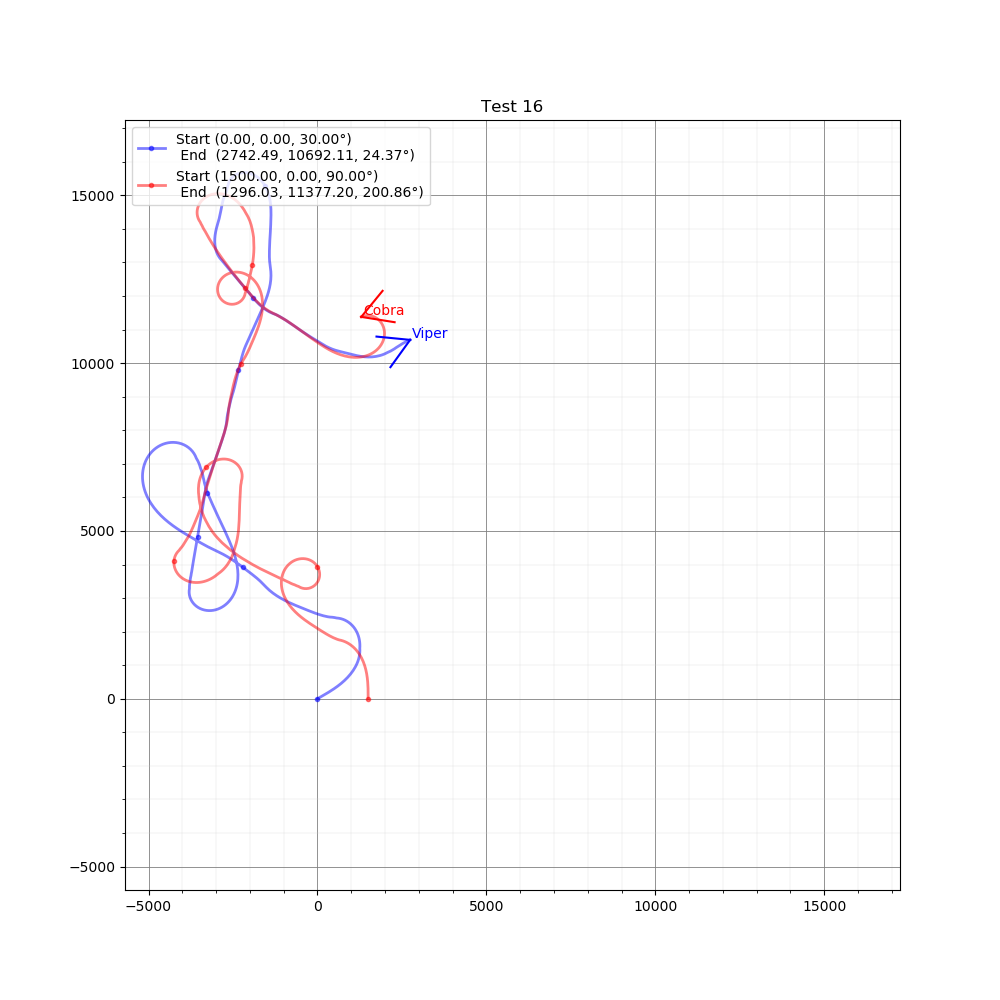 Test 16
Start (0.00, 0.00, 30.00°)
End (2742.49, 10692.11, 24.37°)
Start (1500.00, 0.00, 90.00°)
End (1296.03, 11377.20, 200.86°)
15000
10000
5000
0
−5000
Cobra
Viper
−5000 0 5000 10000 15000